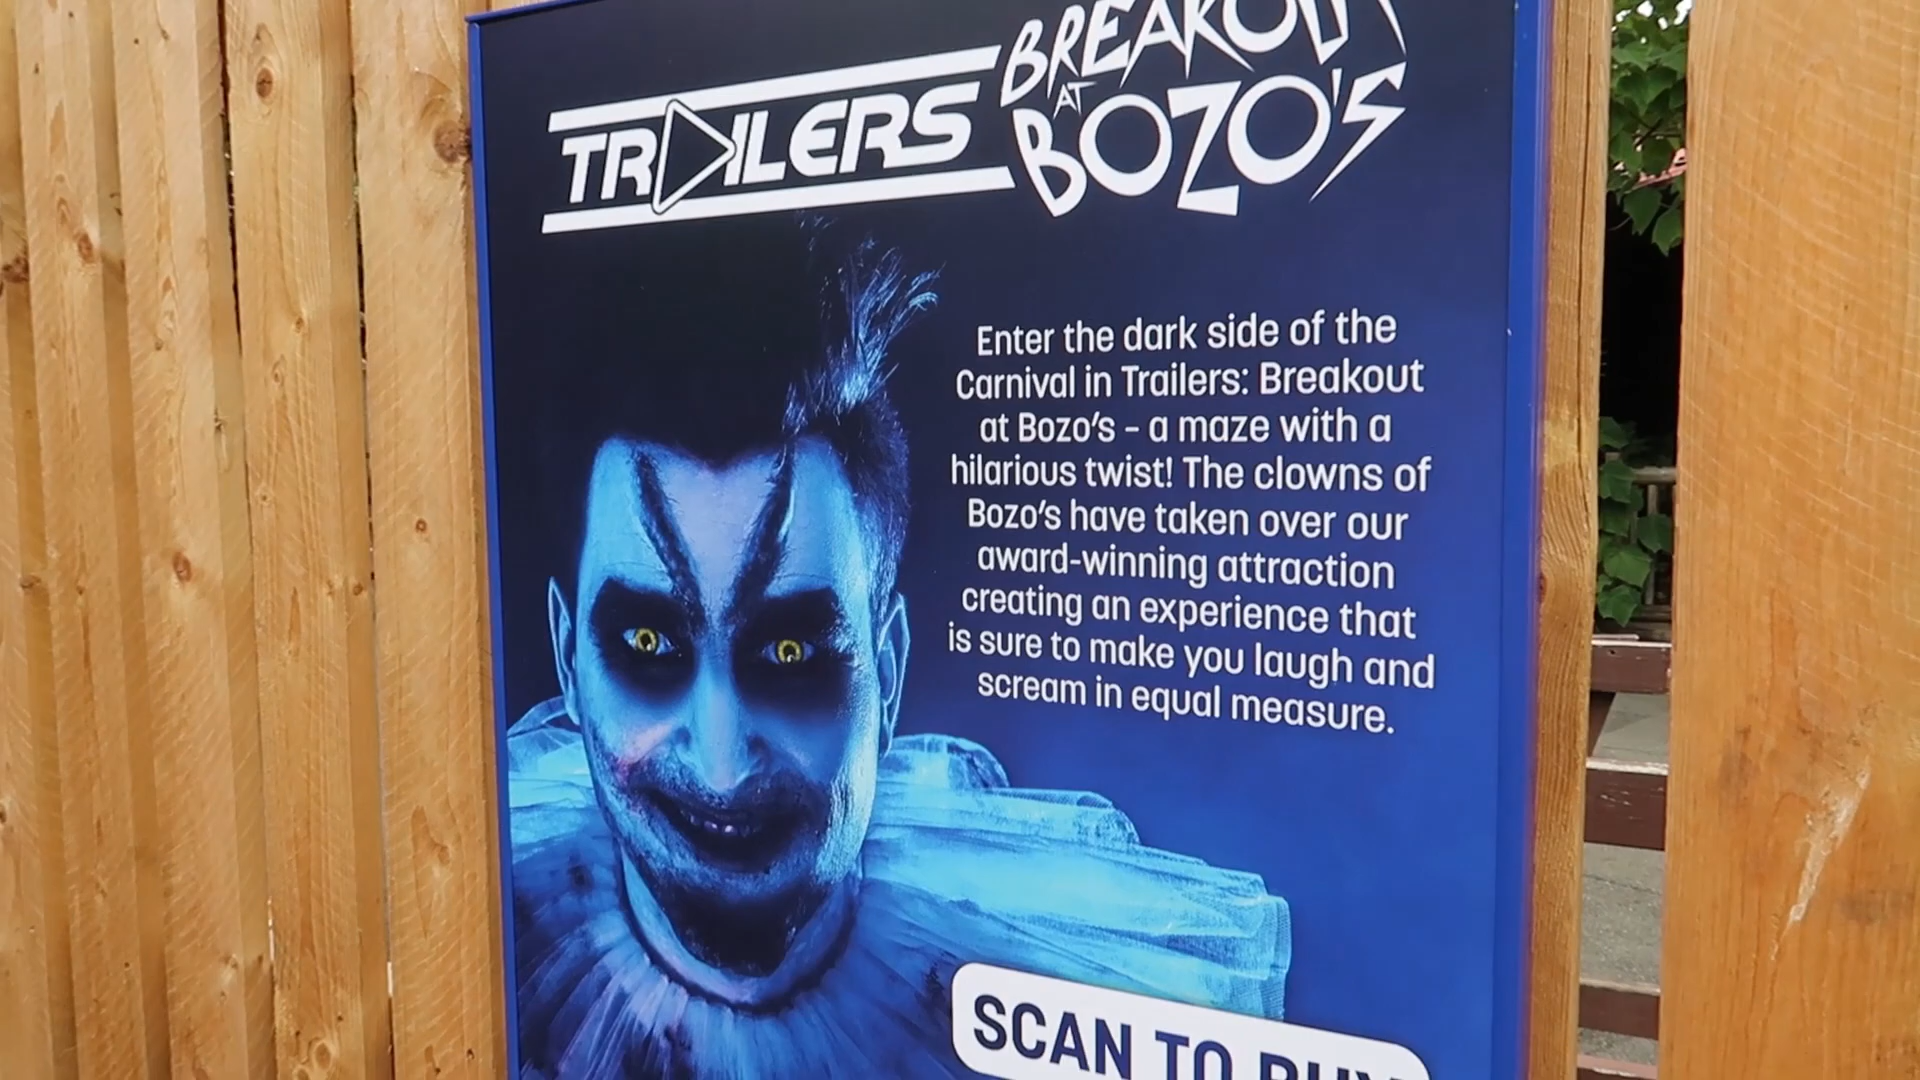 TRAILERS
BREAKOUT
AT
BOZO'S
Enter the dark side of the
Carnival in Trailers: Breakout
at Bozo's – a maze with a
hilarious twist! The clowns of
Bozo's have taken over our
award-winning attraction
creating an experience that
is sure to make you laugh and
scream in equal measure.
SCAN TO BUY